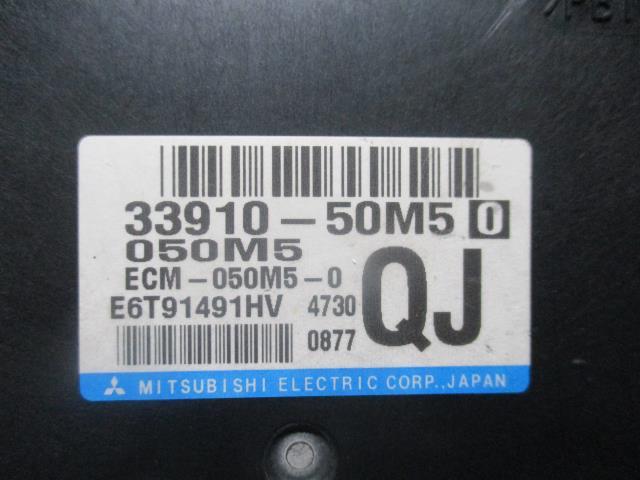 33910-50M5 0
050M5
ECM-050M5-0
E6T91491HV 4730
0877
QJ
MITSUBISHI ELECTRIC CORP., JAPAN